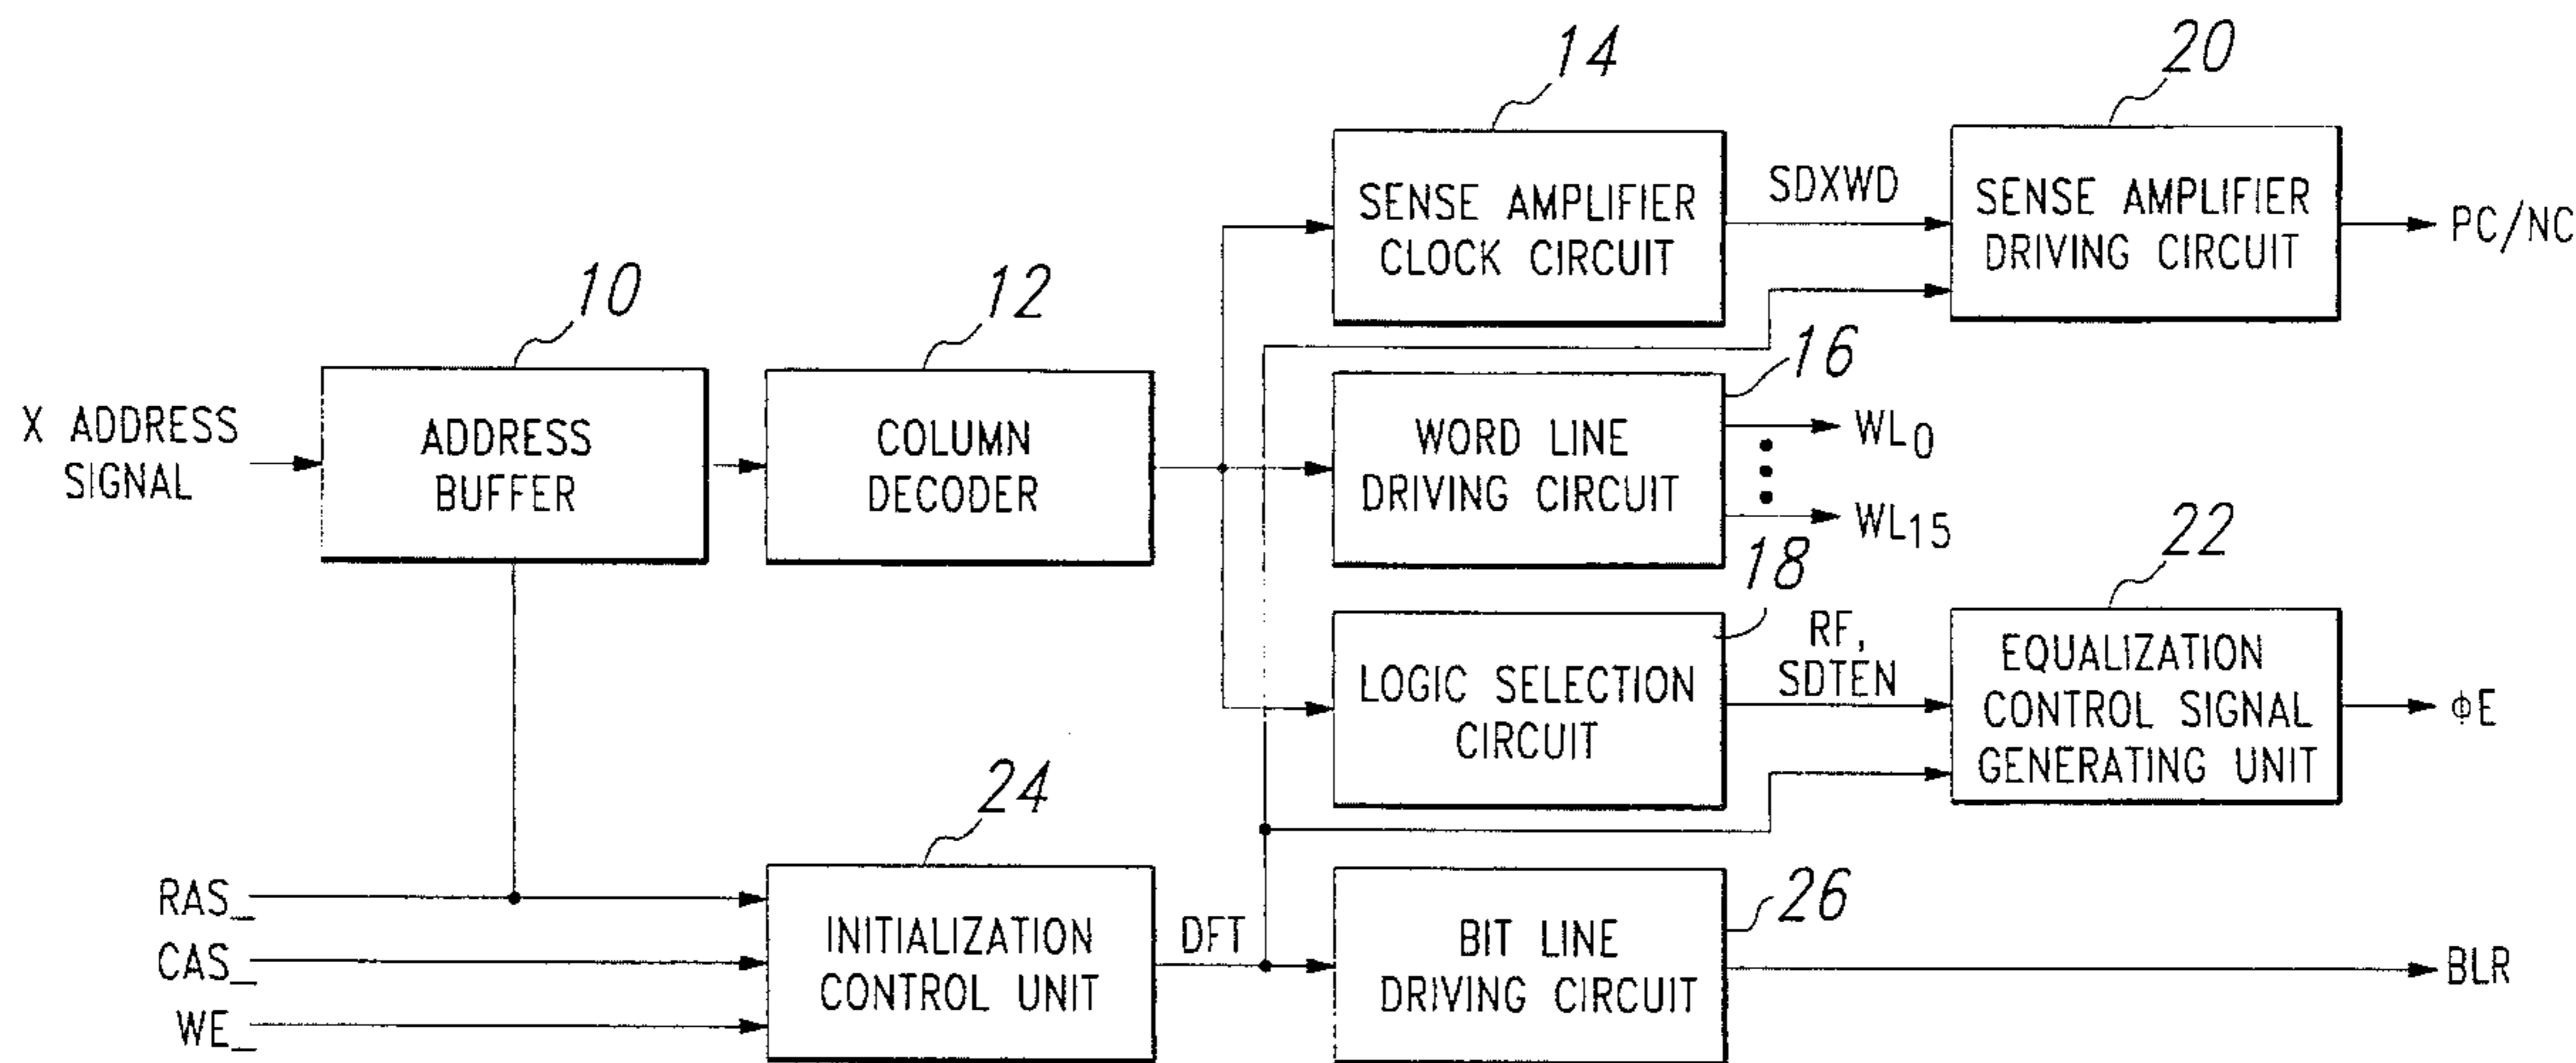 14
20
SENSE AMPLIFIER
CLOCK CIRCUIT
SDXWD
SENSE AMPLIFIER
DRIVING CIRCUIT
PC/NC
10
12
16
X ADDRESS
SIGNAL
ADDRESS
BUFFER
COLUMN
DECODER
WORD LINE
DRIVING CIRCUIT
WL0
WL15
18
22
LOGIC SELECTION
CIRCUIT
RF,
SDTEN
EQUALIZATION
CONTROL SIGNAL
GENERATING UNIT
ΦE
24
26
RAS_
CAS_
WE_
INITIALIZATION
CONTROL UNIT
DFT
BIT LINE
DRIVING CIRCUIT
BLR